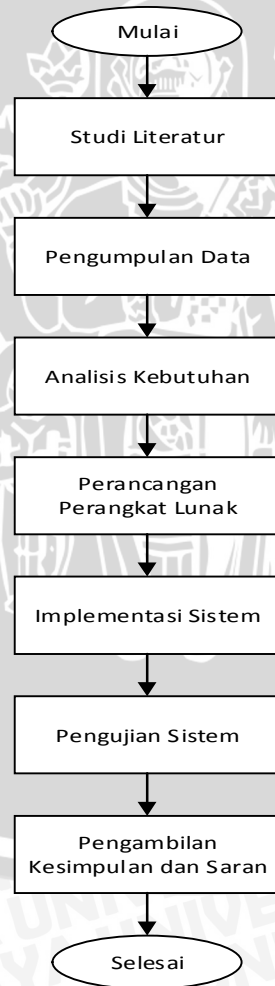 Mulai
Studi Literatur
Pengumpulan Data
Analisis Kebutuhan
Perancangan
Perangkat Lunak
Implementasi Sistem
Pengujian Sistem
Pengambilan
Kesimpulan dan Saran
Selesai